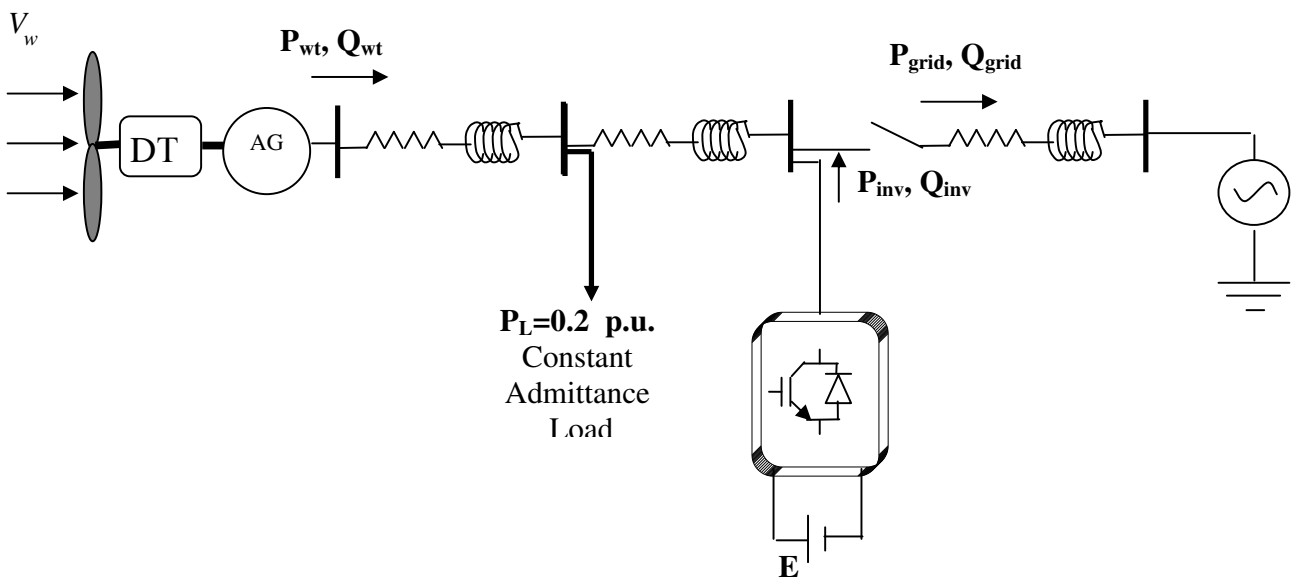 V_w
P_wt, Q_wt
P_grid, Q_grid
DT
AG
P_inv, Q_inv
P_L=0.2 p.u.
Constant
Admittance
Load
E